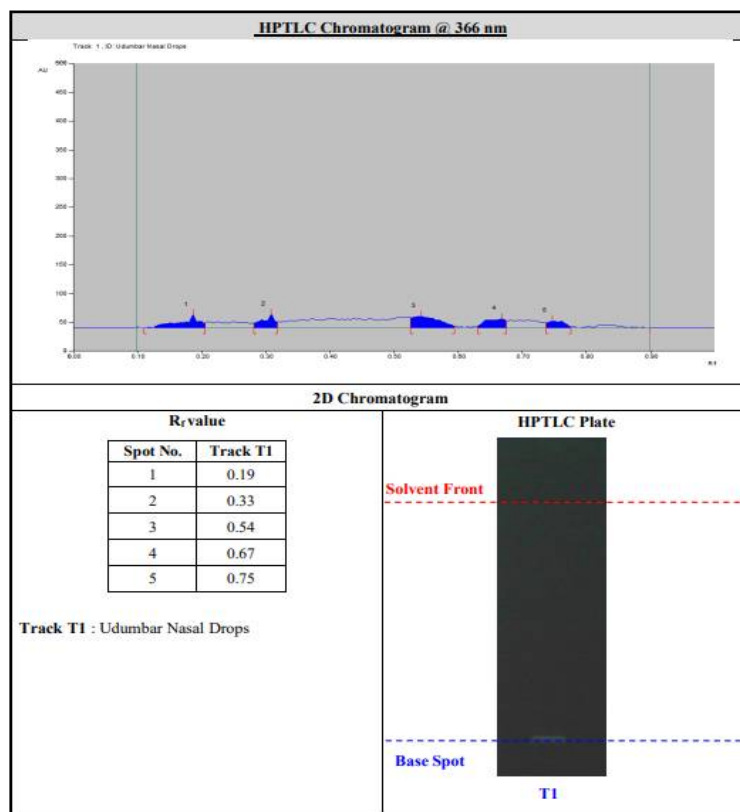 HPTLC Chromatogram @ 366 nm
Track 1, ID: Udumbar Nasal Drops
AU
500
450
400
350
300
250
200
150
100
50
0
1 2 3 4 5
0.00 0.10 0.20 0.30 0.40 0.50 0.60 0.70 0.80 0.90
Rf
2D Chromatogram
Rf value
Spot No. Track T1
1 0.19
2 0.33
3 0.54
4 0.67
5 0.75
Track T1 : Udumbar Nasal Drops
HPTLC Plate
Solvent Front
Base Spot
T1